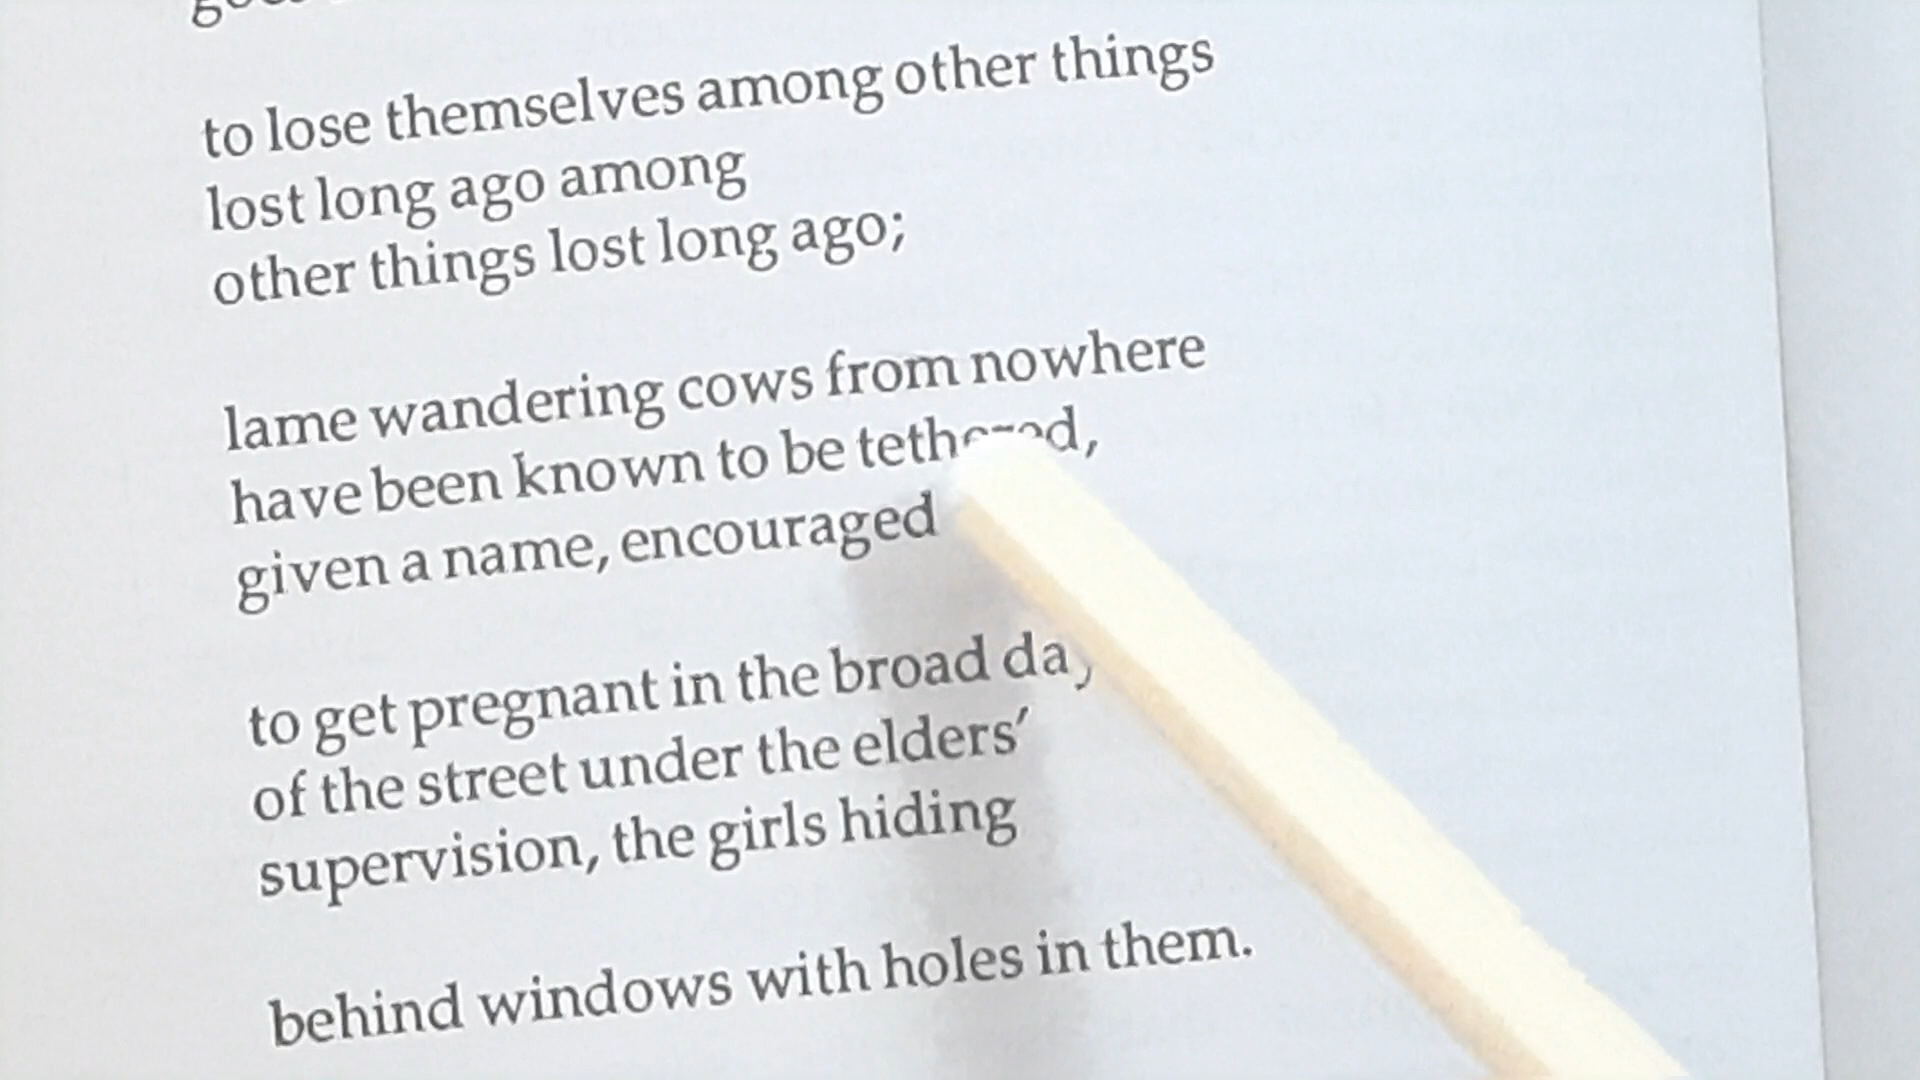 to lose themselves among other things
lost long ago among
other things lost long ago;
lame wandering cows from nowhere
have been known to be tethered,
given a name, encouraged
to get pregnant in the broad day
of the street under the elders'
supervision, the girls hiding
behind windows with holes in them.